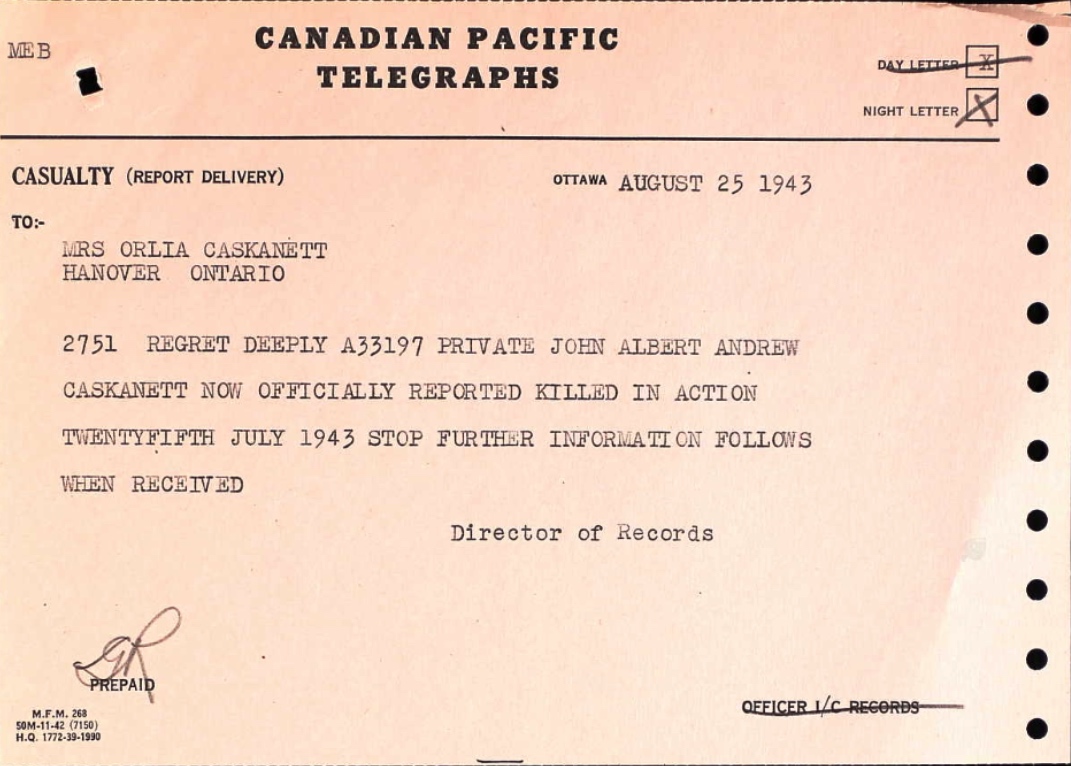 MEB
CANADIAN PACIFIC
TELEGRAPHS
DAY LETTER X
NIGHT LETTER X
CASUALTY (REPORT DELIVERY)
OTTAWA AUGUST 25 1943
TO:-
MRS ORLIA CASKANETT
HANOVER ONTARIO
2751 REGRET DEEPLY A33197 PRIVATE JOHN ALBERT ANDREW
CASKANETT NOW OFFICIALLY REPORTED KILLED IN ACTION
TWENTYFIFTH JULY 1943 STOP FURTHER INFORMATION FOLLOWS
WHEN RECEIVED
Director of Records
GR
PREPAID
M.F.M. 268
50M-11-42 (7150)
H.Q. 1772-39-1990
OFFICER I/C RECORDS